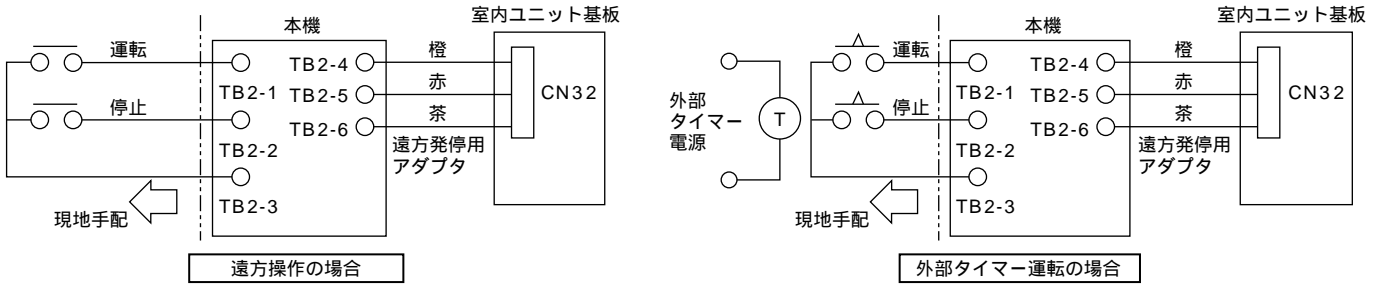 室内ユニット基板
本機
運転
停止
TB2-1
TB2-2
TB2-3
TB2-4
TB2-5
TB2-6
橙
赤
茶
遠方発停用
アダプタ
CN32
現地手配
遠方操作の場合
室内ユニット基板
本機
外部
タイマー
電源
T
運転
停止
TB2-1
TB2-2
TB2-3
TB2-4
TB2-5
TB2-6
橙
赤
茶
遠方発停用
アダプタ
CN32
現地手配
外部タイマー運転の場合